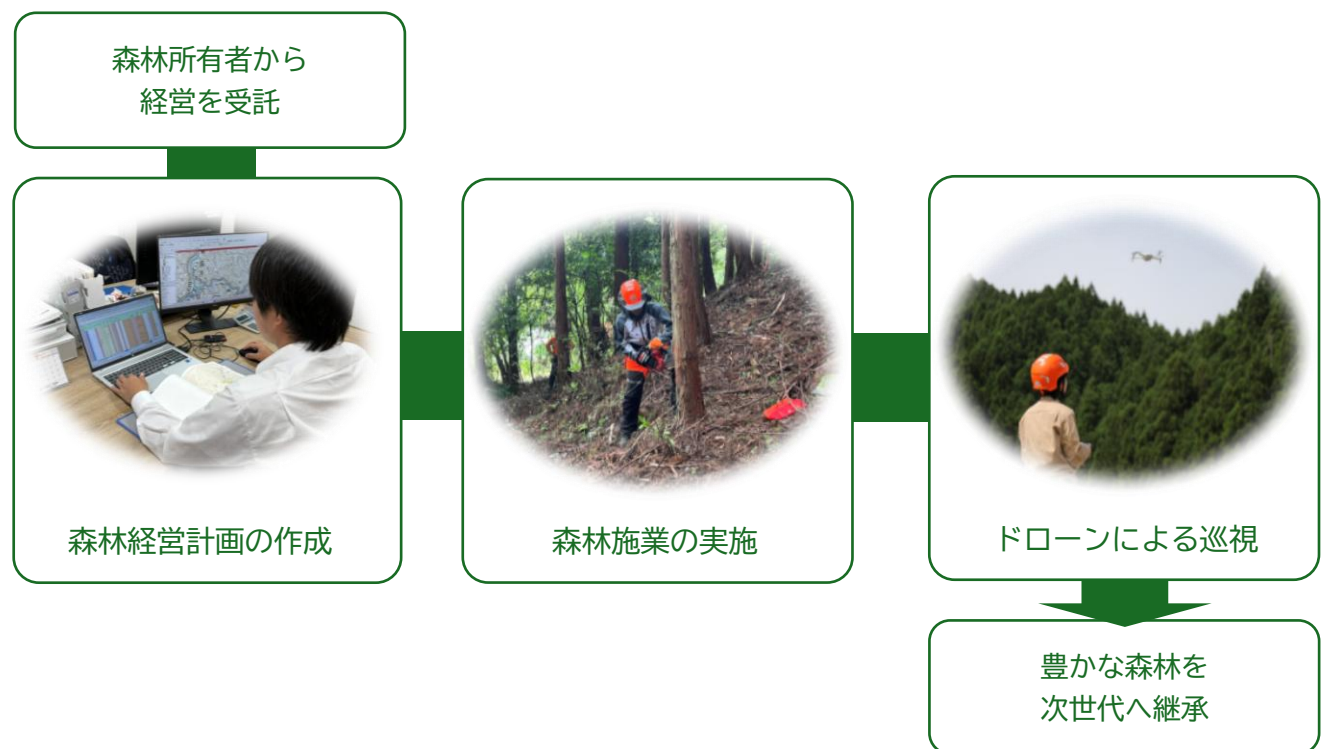 森林所有者から
経営を受託
森林経営計画の作成
森林施業の実施
ドローンによる巡視
豊かな森林を
次世代へ継承